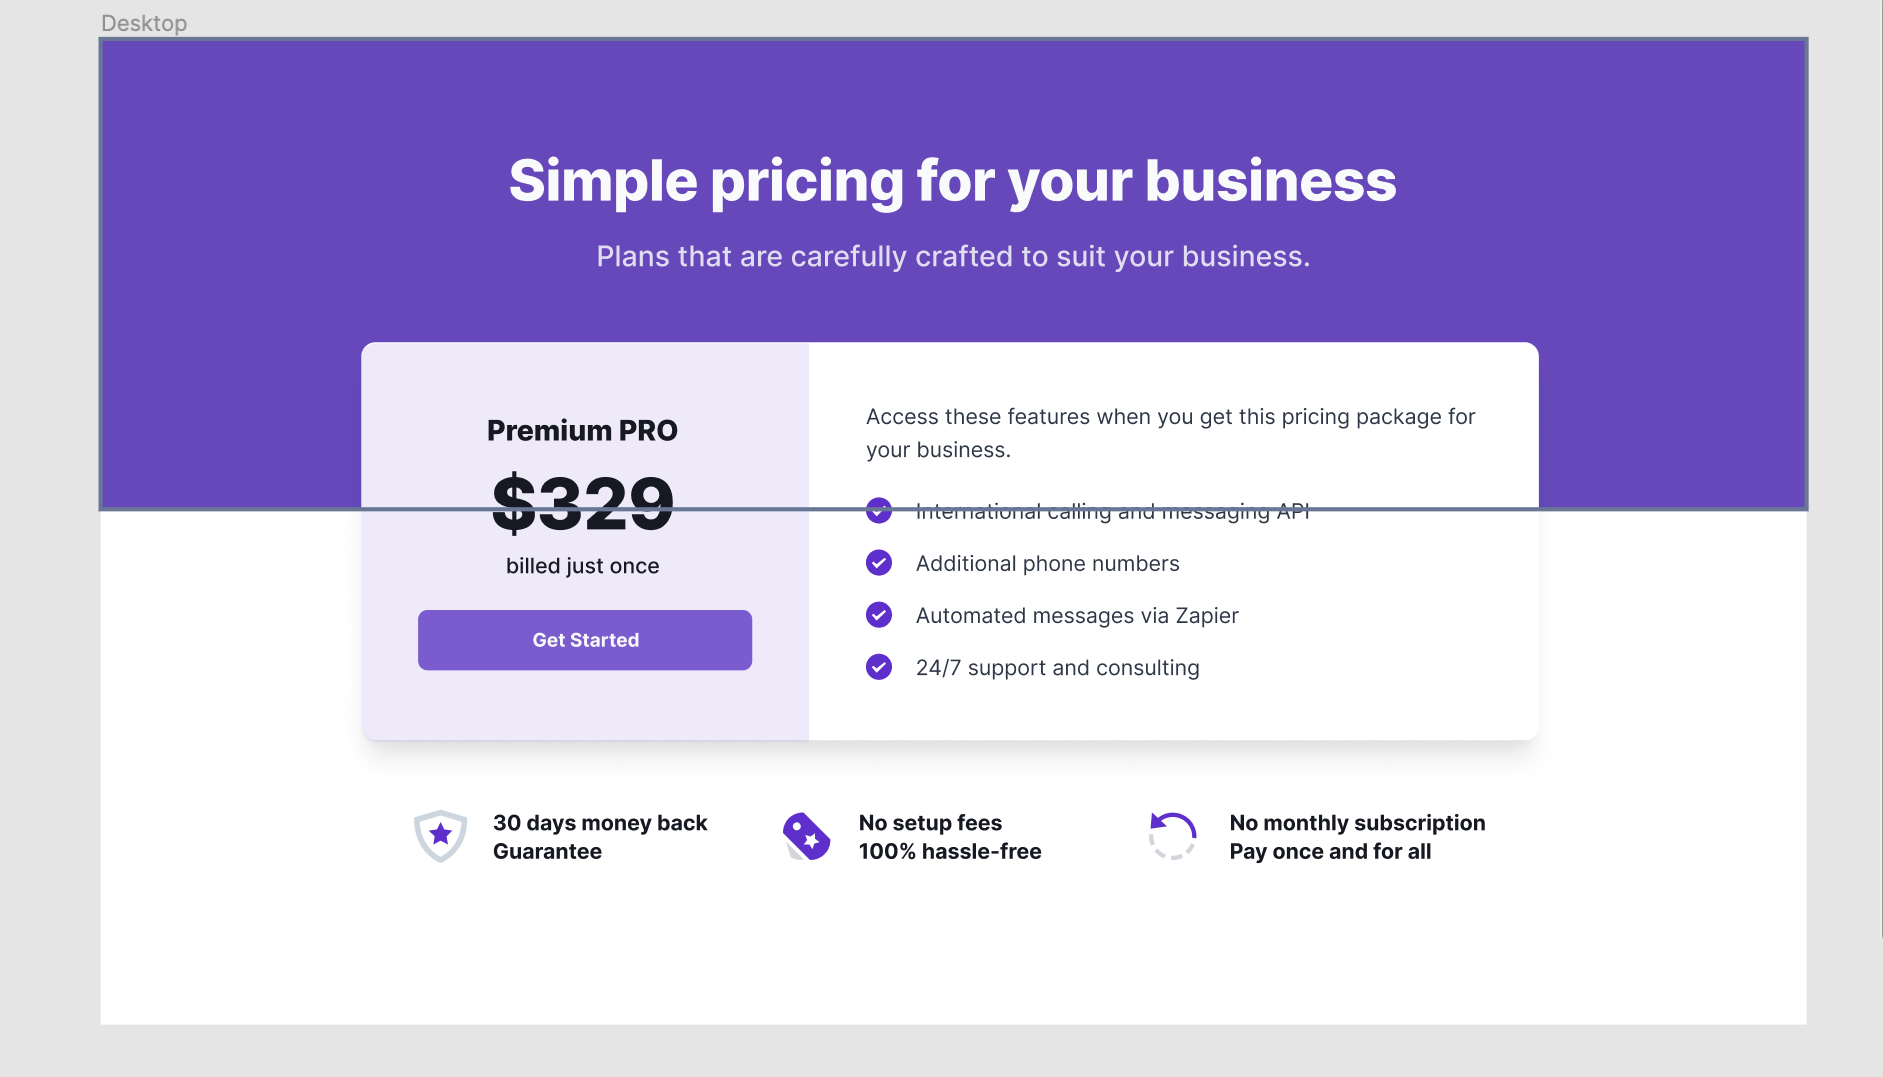 Desktop
Simple pricing for your business
Plans that are carefully crafted to suit your business.
Premium PRO
$329
billed just once
Get Started
Access these features when you get this pricing package for
your business.
International calling and messaging API
Additional phone numbers
Automated messages via Zapier
24/7 support and consulting
30 days money back
Guarantee
No setup fees
100% hassle-free
No monthly subscription
Pay once and for all